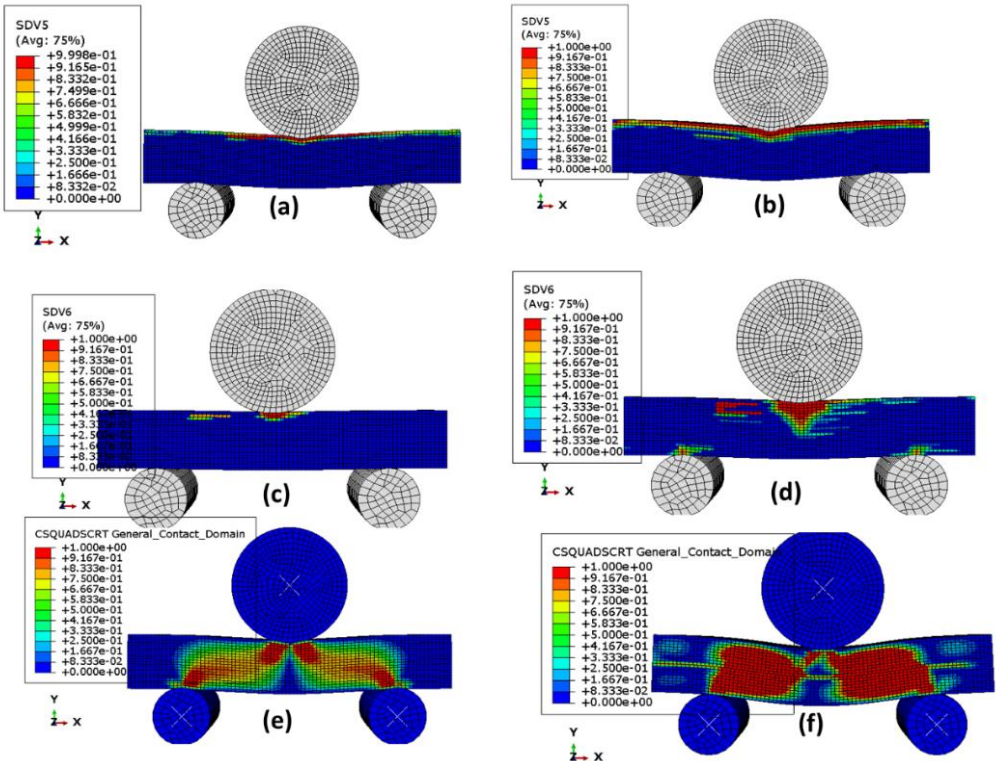 SDV5
(Avg: 75%)
+9.998e-01
+9.165e-01
+8.332e-01
+7.499e-01
+6.666e-01
+5.832e-01
+4.999e-01
+4.166e-01
+3.333e-01
+2.500e-01
+1.666e-01
+8.332e-02
+0.000e+00
Y
Z X
(a)
SDV5
(Avg: 75%)
+1.000e+00
+9.167e-01
+8.333e-01
+7.500e-01
+6.667e-01
+5.833e-01
+5.000e-01
+4.167e-01
+3.333e-01
+2.500e-01
+1.667e-01
+8.333e-02
+0.000e+00
Y
Z X
(b)
SDV6
(Avg: 75%)
+1.000e+00
+9.167e-01
+8.333e-01
+7.500e-01
+6.667e-01
+5.833e-01
+5.000e-01
Y
Z X
(c)
SDV6
(Avg: 75%)
+1.000e+00
+9.167e-01
+8.333e-01
+7.500e-01
+6.667e-01
+5.833e-01
+5.000e-01
+4.167e-01
+3.333e-01
+2.500e-01
+1.667e-01
+8.333e-02
+0.000e+00
Y
Z X
(d)
CSQUADSCRT General_Contact_Domain
+1.000e+00
+9.167e-01
+8.333e-01
+7.500e-01
+6.667e-01
+5.833e-01
+5.000e-01
+4.167e-01
+3.333e-01
+2.500e-01
+1.667e-01
+8.333e-02
+0.000e+00
Y
Z X
(e)
CSQUADSCRT General_Contact_Domain
+1.000e+00
+9.167e-01
+8.333e-01
+7.500e-01
+6.667e-01
+5.833e-01
+5.000e-01
+4.167e-01
+3.333e-01
+2.500e-01
+1.667e-01
+8.333e-02
+0.000e+00
Y
Z X
(f)